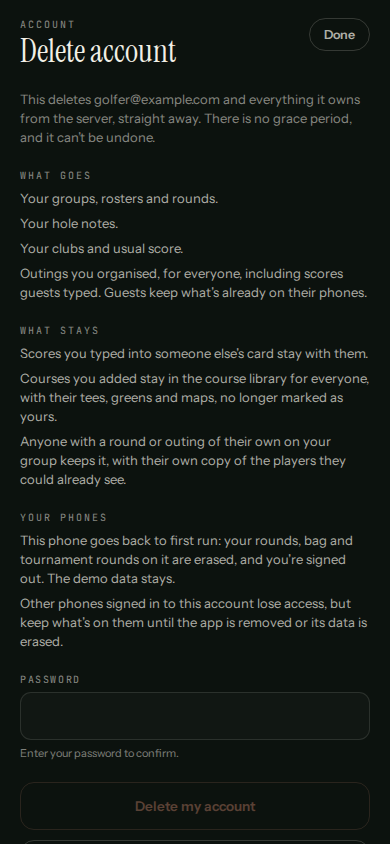 ACCOUNT
Delete account
Done
This deletes golfer@example.com and everything it owns
from the server, straight away. There is no grace period,
and it can't be undone.
WHAT GOES
Your groups, rosters and rounds.
Your hole notes.
Your clubs and usual score.
Outings you organised, for everyone, including scores
guests typed. Guests keep what's already on their phones.
WHAT STAYS
Scores you typed into someone else's card stay with them.
Courses you added stay in the course library for everyone,
with their tees, greens and maps, no longer marked as
yours.
Anyone with a round or outing of their own on your
group keeps it, with their own copy of the players they
could already see.
YOUR PHONES
This phone goes back to first run: your rounds, bag and
tournament rounds on it are erased, and you're signed
out. The demo data stays.
Other phones signed in to this account lose access, but
keep what's on them until the app is removed or its data is
erased.
PASSWORD
Enter your password to confirm.
Delete my account